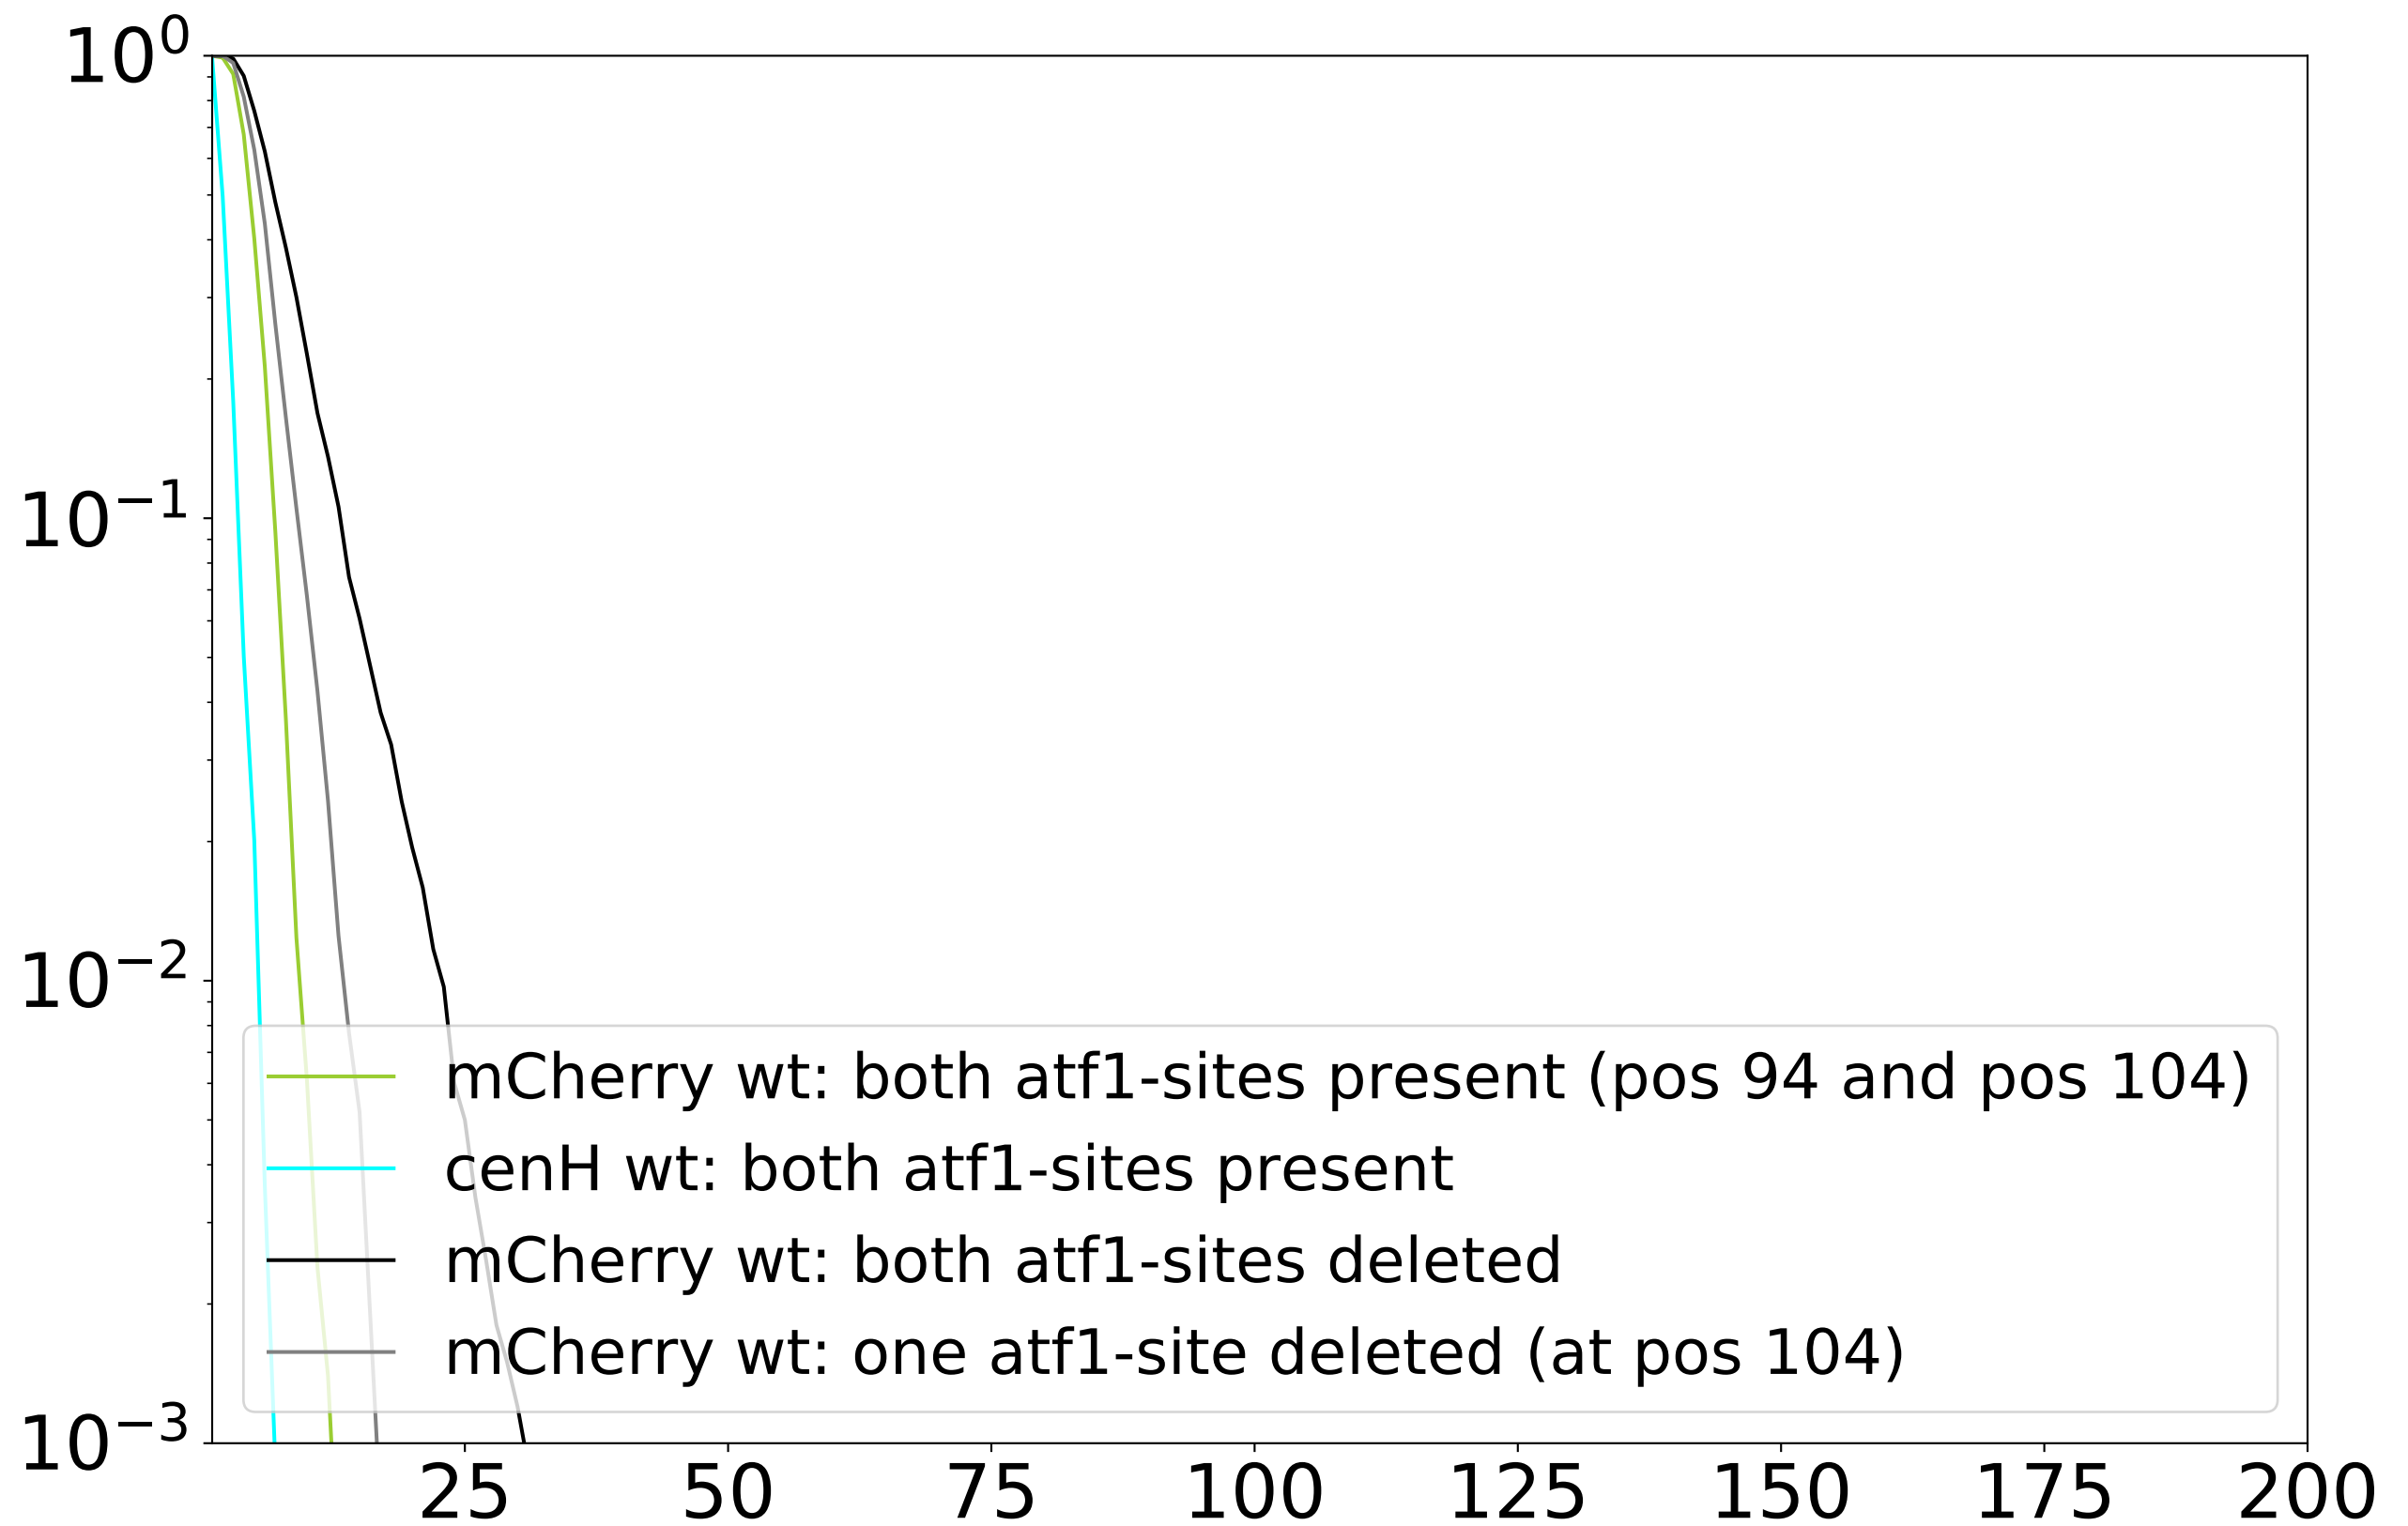 10⁰
10⁻¹
10⁻²
10⁻³
mCherry wt: both atf1-sites present (pos 94 and pos 104)
cenH wt: both atf1-sites present
mCherry wt: both atf1-sites deleted
mCherry wt: one atf1-site deleted (at pos 104)
25 50 75 100 125 150 175 200